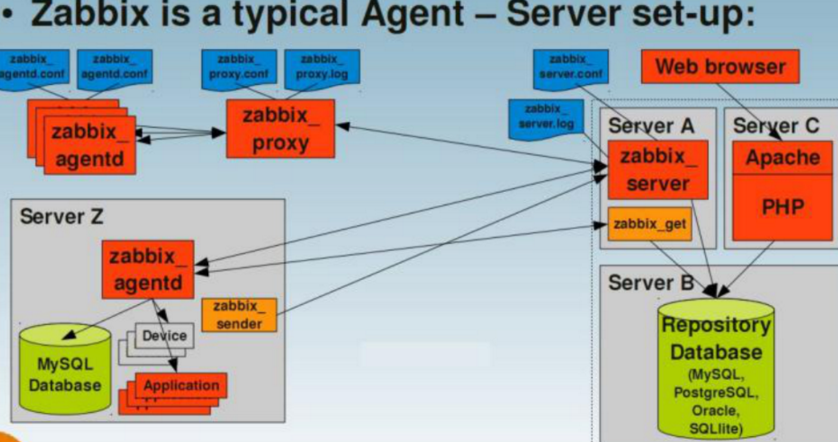 • Zabbix is a typical Agent – Server set-up:
zabbix_
agentd.conf
zabbix_
agentd.conf
zabbix_
proxy.conf
zabbix_
proxy.log
zabbix_
server.conf
Web browser
zabbix_
agentd
zabbix_
proxy
zabbix_
server.log
Server A
Server C
zabbix_
server
Apache
PHP
zabbix_get
Server Z
zabbix_
agentd
zabbix_
sender
Device
MySQL
Database
Application
Server B
Repository
Database
(MySQL,
PostgreSQL,
Oracle,
SQLlite)